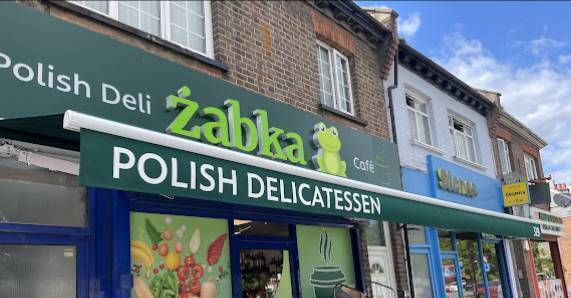 Polish Deli
żabka
Café
POLISH DELICATESSEN